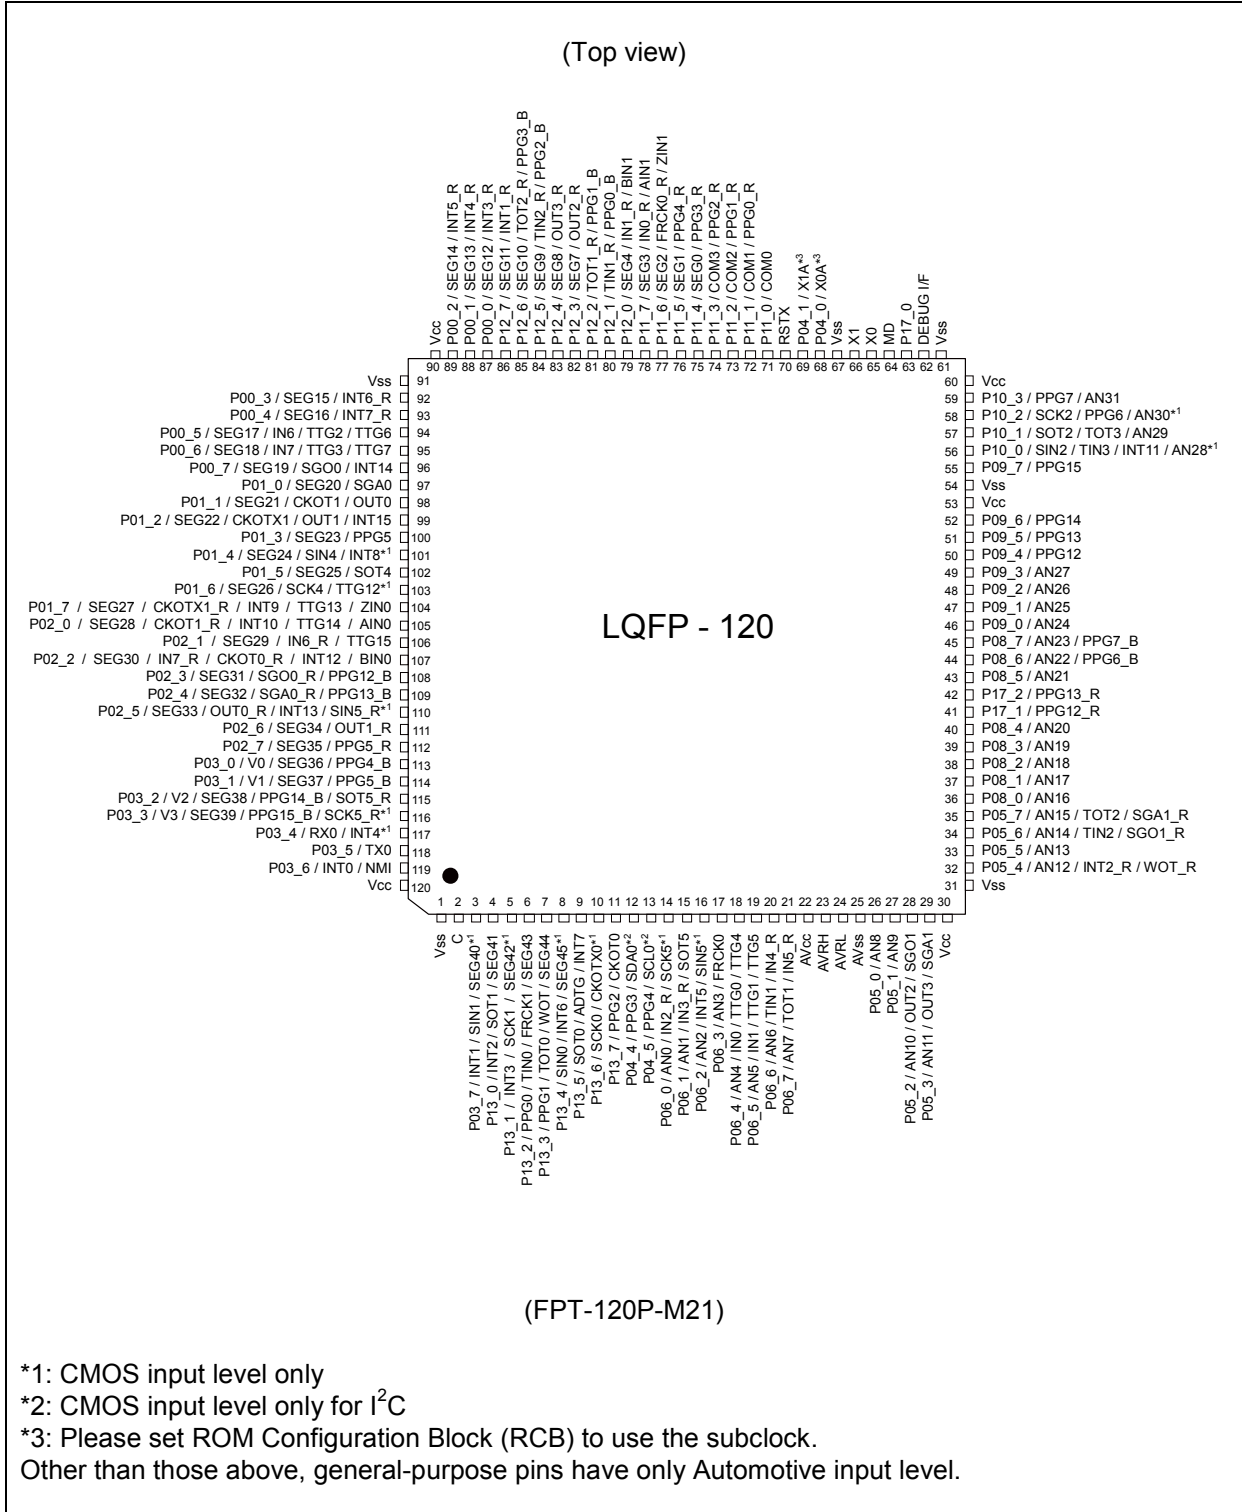 (Top view)
Vcc
P00_2 / SEG14 / INT5_R
P00_1 / SEG13 / INT4_R
P00_0 / SEG12 / INT3_R
P12_7 / SEG11 / INT1_R
P12_6 / SEG10 / TOT2_R / PPG3_B
P12_5 / SEG9 / TIN2_R / PPG2_B
P12_4 / SEG8 / OUT3_R
P12_3 / SEG7 / OUT2_R
P12_2 / TOT1_R / PPG1_B
P12_1 / TIN1_R / PPG0_B
P12_0 / SEG4 / IN1_R / BIN1
P11_7 / SEG3 / IN0_R / AIN1
P11_6 / SEG2 / FRCK0_R / ZIN1
P11_5 / SEG1 / PPG4_R
P11_4 / SEG0 / PPG3_R
P11_3 / COM3 / PPG2_R
P11_2 / COM2 / PPG1_R
P11_1 / COM1 / PPG0_R
P11_0 / COM0
RSTX
P04_1 / X1A*3
P04_0 / X0A*3
Vss
X1
X0
MD
P17_0
DEBUG I/F
Vss
90 89 88 87 86 85 84 83 82 81 80 79 78 77 76 75 74 73 72 71 70 69 68 67 66 65 64 63 62 61
Vss 91
P00_3 / SEG15 / INT6_R 92
P00_4 / SEG16 / INT7_R 93
P00_5 / SEG17 / IN6 / TTG2 / TTG6 94
P00_6 / SEG18 / IN7 / TTG3 / TTG7 95
P00_7 / SEG19 / SGO0 / INT14 96
P01_0 / SEG20 / SGA0 97
P01_1 / SEG21 / CKOT1 / OUT0 98
P01_2 / SEG22 / CKOTX1 / OUT1 / INT15 99
P01_3 / SEG23 / PPG5 100
P01_4 / SEG24 / SIN4 / INT8*1 101
P01_5 / SEG25 / SOT4 102
P01_6 / SEG26 / SCK4 / TTG12*1 103
P01_7 / SEG27 / CKOTX1_R / INT9 / TTG13 / ZIN0 104
P02_0 / SEG28 / CKOT1_R / INT10 / TTG14 / AIN0 105
P02_1 / SEG29 / IN6_R / TTG15 106
P02_2 / SEG30 / IN7_R / CKOT0_R / INT12 / BIN0 107
P02_3 / SEG31 / SGO0_R / PPG12_B 108
P02_4 / SEG32 / SGA0_R / PPG13_B 109
P02_5 / SEG33 / OUT0_R / INT13 / SIN5_R*1 110
P02_6 / SEG34 / OUT1_R 111
P02_7 / SEG35 / PPG5_R 112
P03_0 / V0 / SEG36 / PPG4_B 113
P03_1 / V1 / SEG37 / PPG5_B 114
P03_2 / V2 / SEG38 / PPG14_B / SOT5_R 115
P03_3 / V3 / SEG39 / PPG15_B / SCK5_R*1 116
P03_4 / RX0 / INT4*1 117
P03_5 / TX0 118
P03_6 / INT0 / NMI 119
Vcc 120
LQFP - 120
60 Vcc
59 P10_3 / PPG7 / AN31
58 P10_2 / SCK2 / PPG6 / AN30*1
57 P10_1 / SOT2 / TOT3 / AN29
56 P10_0 / SIN2 / TIN3 / INT11 / AN28*1
55 P09_7 / PPG15
54 Vss
53 Vcc
52 P09_6 / PPG14
51 P09_5 / PPG13
50 P09_4 / PPG12
49 P09_3 / AN27
48 P09_2 / AN26
47 P09_1 / AN25
46 P09_0 / AN24
45 P08_7 / AN23 / PPG7_B
44 P08_6 / AN22 / PPG6_B
43 P08_5 / AN21
42 P17_2 / PPG13_R
41 P17_1 / PPG12_R
40 P08_4 / AN20
39 P08_3 / AN19
38 P08_2 / AN18
37 P08_1 / AN17
36 P08_0 / AN16
35 P05_7 / AN15 / TOT2 / SGA1_R
34 P05_6 / AN14 / TIN2 / SGO1_R
33 P05_5 / AN13
32 P05_4 / AN12 / INT2_R / WOT_R
31 Vss
1 2 3 4 5 6 7 8 9 10 11 12 13 14 15 16 17 18 19 20 21 22 23 24 25 26 27 28 29 30
Vss
C
P03_7 / INT1 / SIN1 / SEG40*1
P13_0 / INT2 / SOT1 / SEG41
P13_1 / INT3 / SCK1 / SEG42*1
P13_2 / PPG0 / TIN0 / FRCK1 / SEG43
P13_3 / PPG1 / TOT0 / WOT / SEG44
P13_4 / SIN0 / INT6 / SEG45*1
P13_5 / SOT0 / ADTG / INT7
P13_6 / SCK0 / CKOTX0*1
P13_7 / PPG2 / CKOT0
P04_4 / PPG3 / SDA0*2
P04_5 / PPG4 / SCL0*2
P06_0 / AN0 / IN2_R / SCK5*1
P06_1 / AN1 / IN3_R / SOT5
P06_2 / AN2 / INT5 / SIN5*1
P06_3 / AN3 / FRCK0
P06_4 / AN4 / IN0 / TTG0 / TTG4
P06_5 / AN5 / IN1 / TTG1 / TTG5
P06_6 / AN6 / TIN1 / IN4_R
P06_7 / AN7 / TOT1 / IN5_R
AVcc
AVRH
AVRL
AVss
P05_0 / AN8
P05_1 / AN9
P05_2 / AN10 / OUT2 / SGO1
P05_3 / AN11 / OUT3 / SGA1
Vcc
(FPT-120P-M21)
*1: CMOS input level only
*2: CMOS input level only for I²C
*3: Please set ROM Configuration Block (RCB) to use the subclock.
Other than those above, general-purpose pins have only Automotive input level.